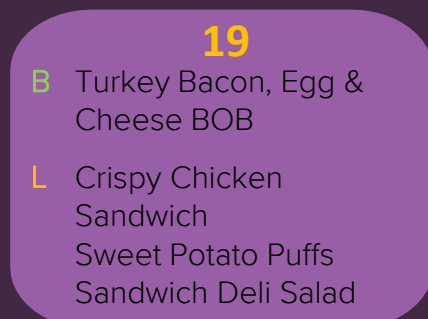 19
B Turkey Bacon, Egg &
Cheese BOB
L Crispy Chicken
Sandwich
Sweet Potato Puffs
Sandwich Deli Salad